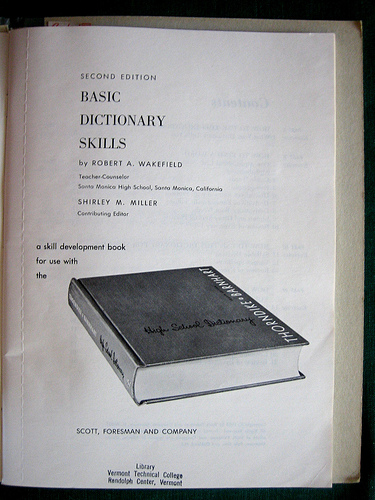 SECOND EDITION
BASIC
DICTIONARY
SKILLS
by ROBERT A. WAKEFIELD
Teacher-Counselor
Santa Monica High School, Santa Monica, California
SHIRLEY M. MILLER
Contributing Editor
a skill development book
for use with
the
THORNDIKE • BARNHART
High School Dictionary
SCOTT, FORESMAN AND COMPANY
Library
Vermont Technical College
Randolph Center, Vermont